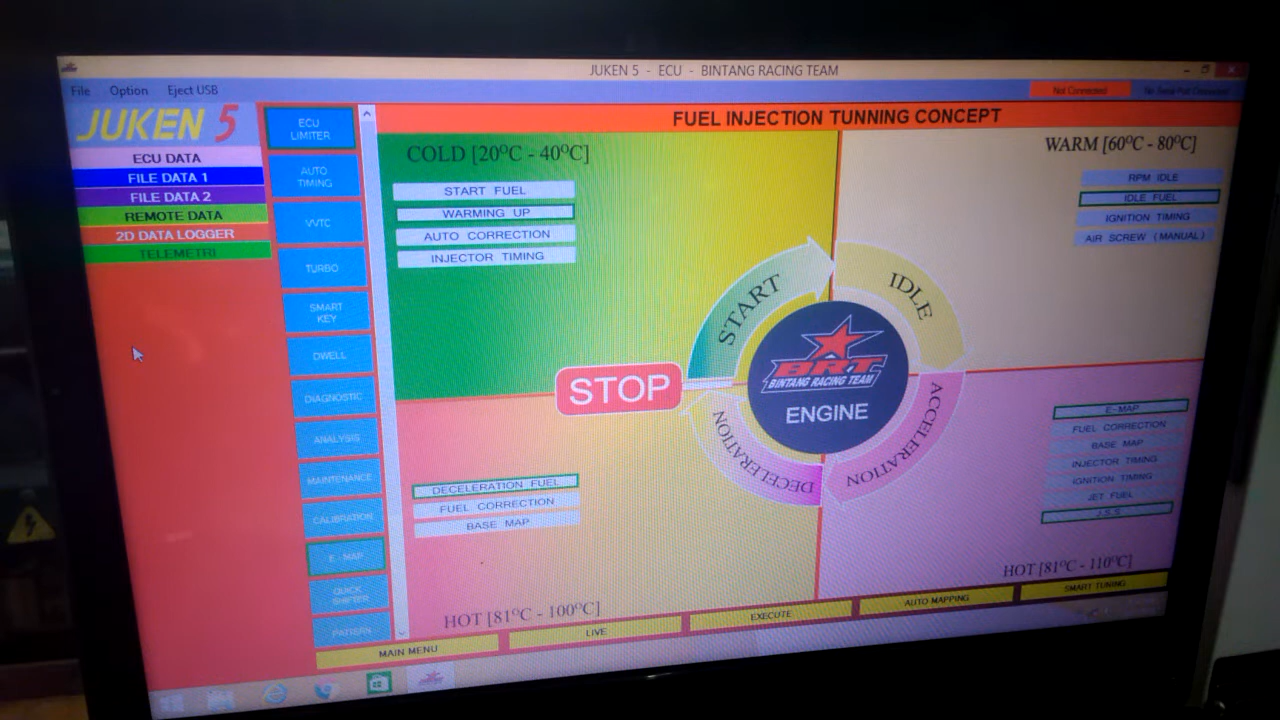 JUKEN 5 - ECU - BINTANG RACING TEAM
File Option Eject USB
Not Connected
No Serial Port Connected
JUKEN 5
ECU DATA
FILE DATA 1
FILE DATA 2
REMOTE DATA
2D DATA LOGGER
TELEMETRI
ECU
LIMITER
AUTO
TIMING
VVTC
TURBO
SMART
KEY
DWELL
DIAGNOSTIC
ANALYSIS
MAINTENANCE
CALIBRATION
E-MAP
QUICK
SHIFTER
PATTERN
FUEL INJECTION TUNNING CONCEPT
COLD [20°C - 40°C]
START FUEL
WARMING UP
AUTO CORRECTION
INJECTOR TIMING
WARM [60°C - 80°C]
RPM IDLE
IDLE FUEL
IGNITION TIMING
AIR SCREW (MANUAL)
START
IDLE
STOP
BRT
BINTANG RACING TEAM
ENGINE
DECELERATION
ACCELERATION
DECELERATION FUEL
FUEL CORRECTION
BASE MAP
HOT [81°C - 100°C]
E-MAP
FUEL CORRECTION
BASE MAP
INJECTOR TIMING
IGNITION TIMING
JET FUEL
J.S.S
HOT [81°C - 110°C]
MAIN MENU
LIVE
EXECUTE
AUTO MAPPING
SMART TUNING